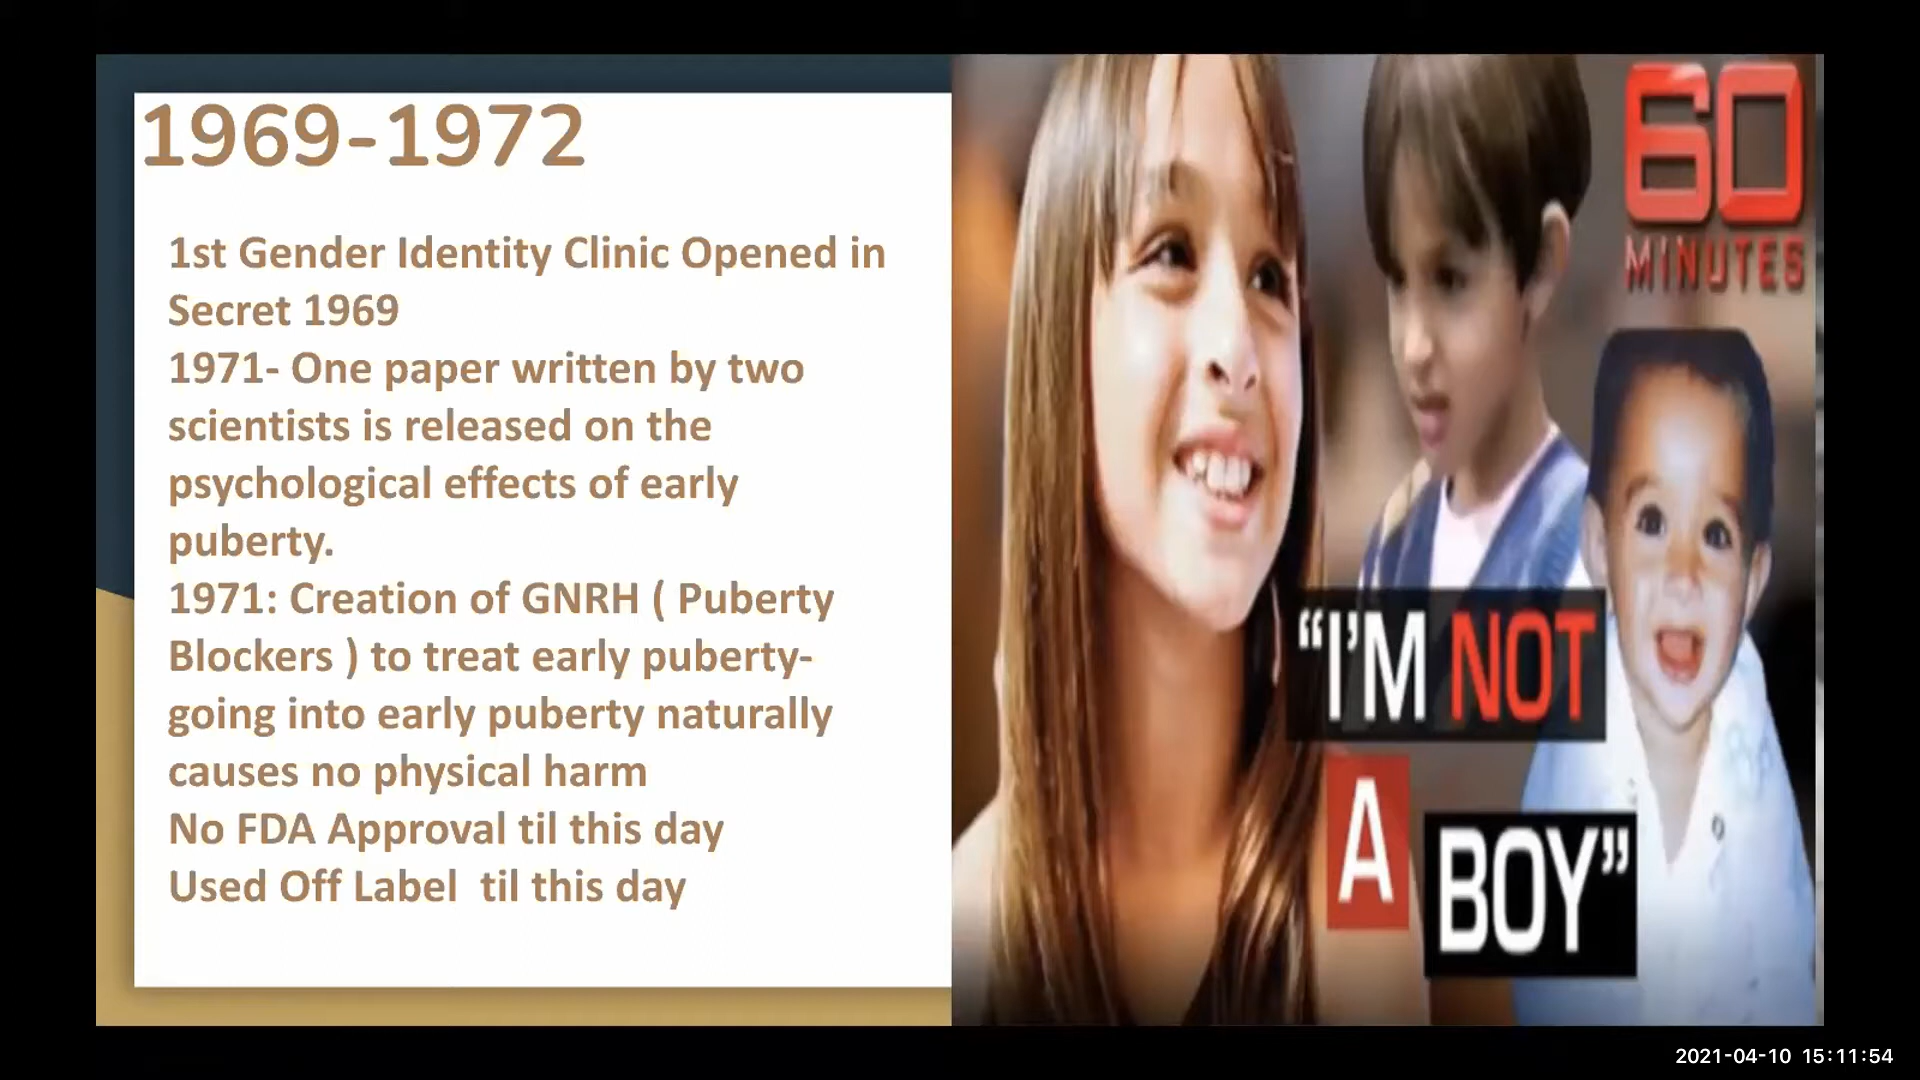 1969-1972
1st Gender Identity Clinic Opened in
Secret 1969
1971- One paper written by two
scientists is released on the
psychological effects of early
puberty.
1971: Creation of GNRH ( Puberty
Blockers ) to treat early puberty-
going into early puberty naturally
causes no physical harm
No FDA Approval til this day
Used Off Label  til this day
60
MINUTES
“I’M NOT
A
BOY”
2021-04-10 15:11:54